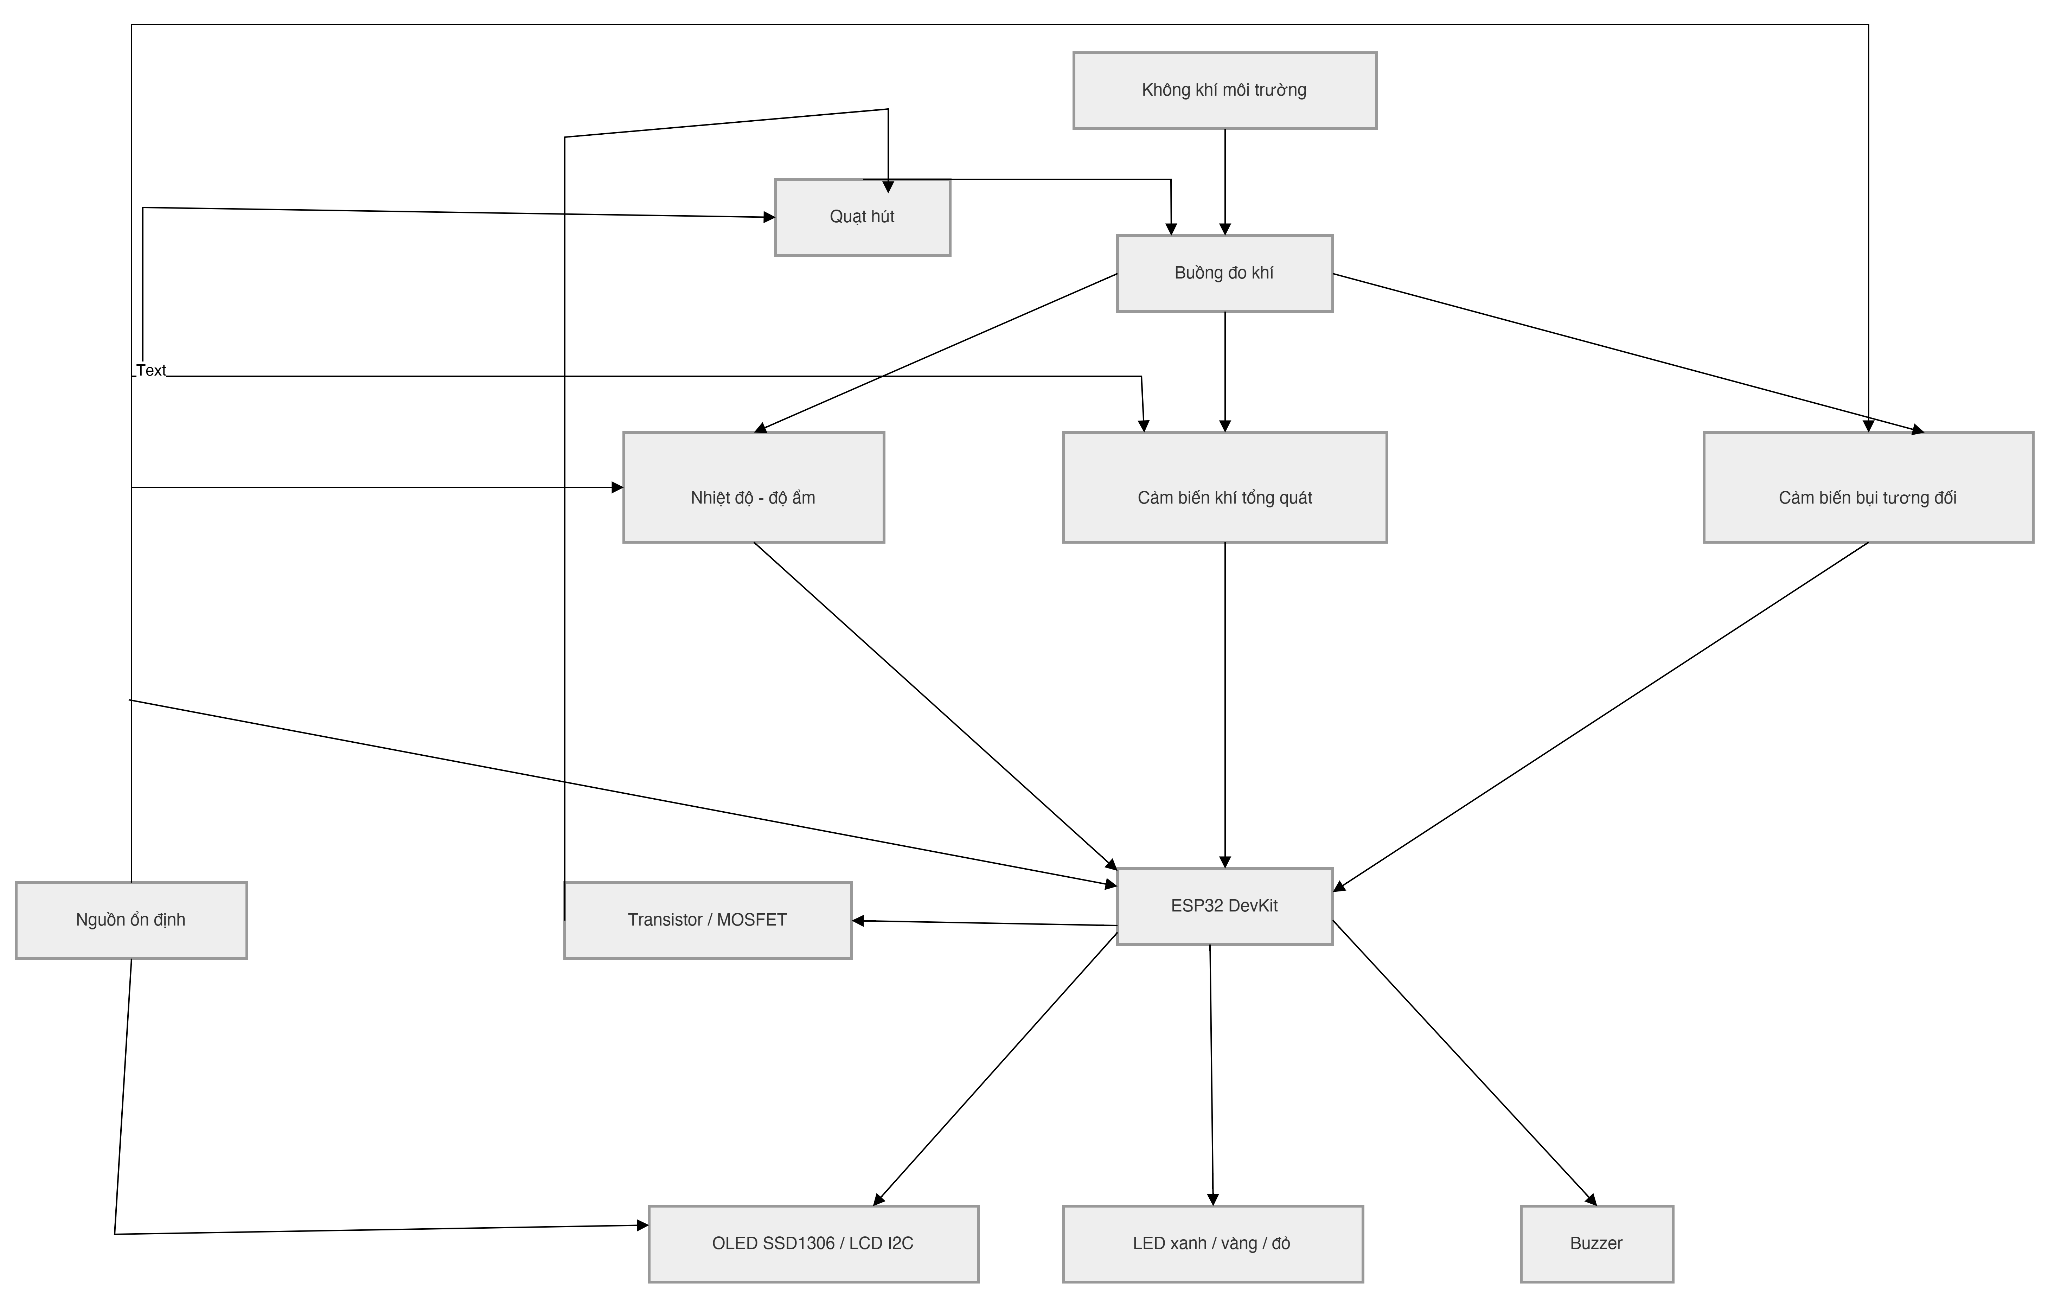 Không khí môi trường
Quạt hút
Buồng đo khí
Text
Nhiệt độ - độ ẩm
Cảm biến khí tổng quát
Cảm biến bụi tương đối
Nguồn ổn định
Transistor / MOSFET
ESP32 DevKit
OLED SSD1306 / LCD I2C
LED xanh / vàng / đỏ
Buzzer